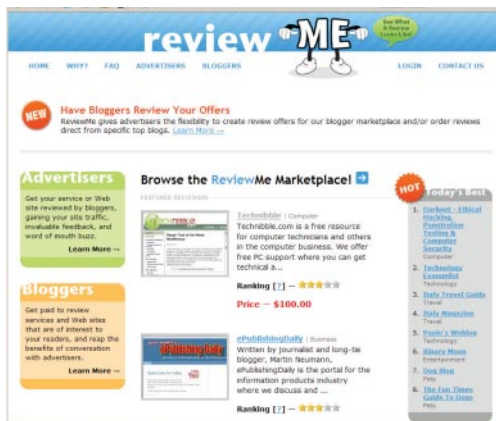 review ME
See What
A Review
Looks Like!
HOME WHY? FAQ ADVERTISERS BLOGGERS LOGIN CONTACT US
NEW
Have Bloggers Review Your Offers
ReviewMe gives advertisers the flexibility to create review offers for our blogger marketplace and/or order reviews
direct from specific top blogs. Learn More →
Advertisers
Get your service or Web
site reviewed by bloggers,
gaining your site traffic,
invaluable feedback, and
word of mouth buzz.
Learn More →
Bloggers
Get paid to review
services and Web sites
that are of interest to
your readers, and reap the
benefits of conversation
with advertisers.
Learn More →
Browse the ReviewMe Marketplace!
FEATURED REVIEWERS
Technibble | Computer
Technibble.com is a free resource
for computer technicians and others
in the computer business. We offer
free PC support where you can get
technical a...
Ranking [?] —
Price — $100.00
ePublishingDaily | Business
Written by journalist and long-tie
blogger, Martin Neumann,
ePublishingDaily is the portal for the
information products industry
where we discuss and ...
Ranking [?] —
HOT
Today's Best
1. Darknet - Ethical
Hacking,
Penetration
Testing &
Computer
Security
Computer
2. Technology
Evangelist
Technology
3. Italy Travel Guide
Travel
4. Italy Magazine
Travel
5. Paolo's Weblog
Technology
6. Binary Moon
Entertainment
7. Dog Blog
Pets
8. The Fun Times
Guide To Dogs
Pets